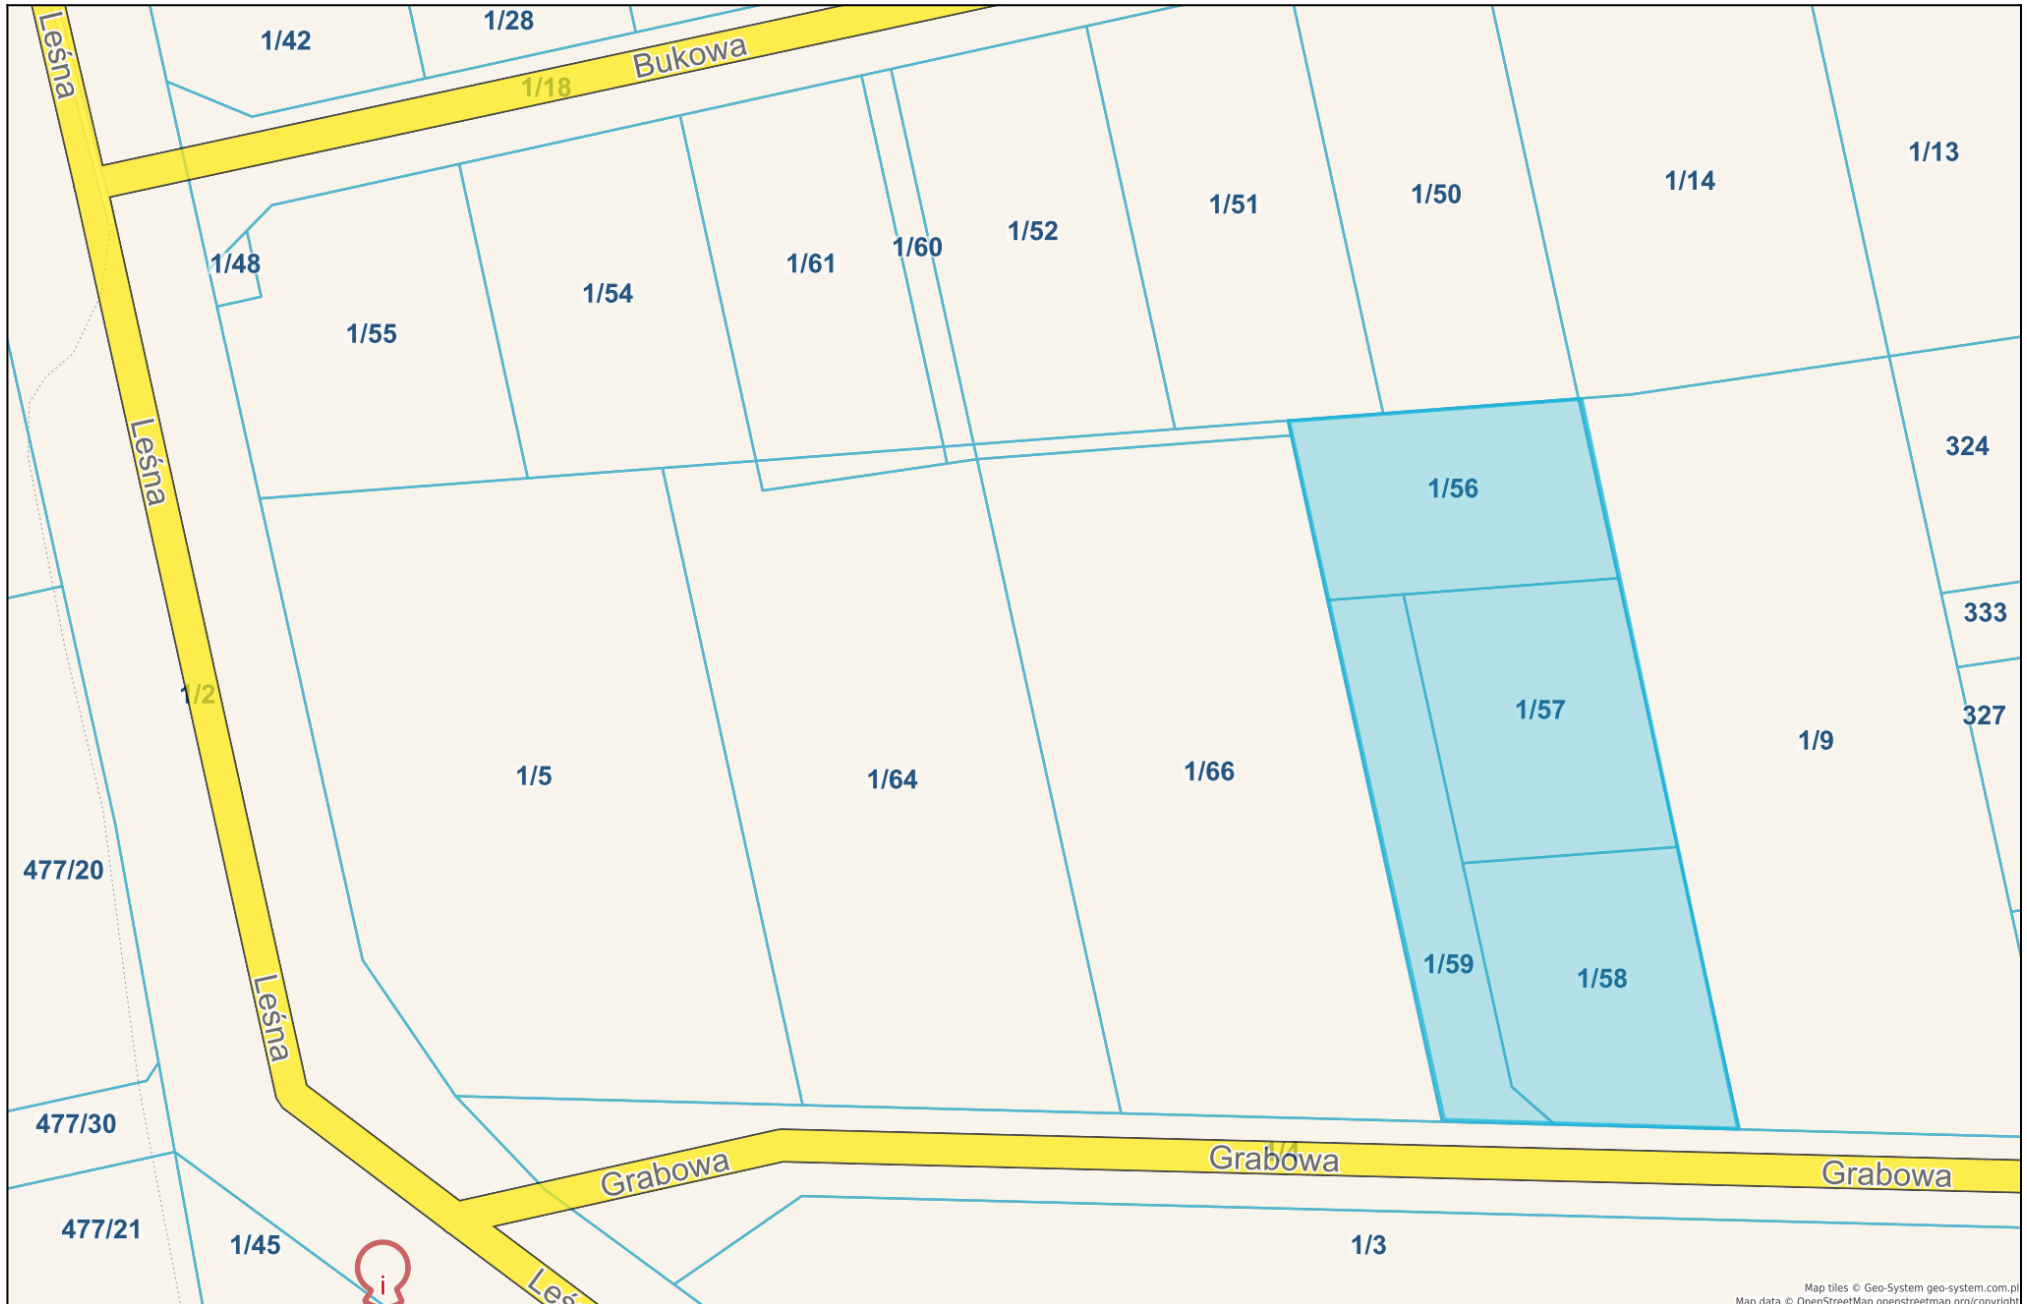 Leśna
1/42
1/28
Bukowa
1/18
1/13
1/14
1/50
1/51
1/52
1/60
1/61
1/48
1/54
1/55
Leśna
324
1/56
333
1/2
1/57
327
1/9
1/5
1/64
1/66
477/20
1/59
1/58
Leśna
477/30
Grabowa
1/4
Grabowa
Grabowa
477/21
1/45
1/3
i
Leś
Map tiles © Geo-System geo-system.com.pl
Map data © OpenStreetMap openstreetmap.org/copyright